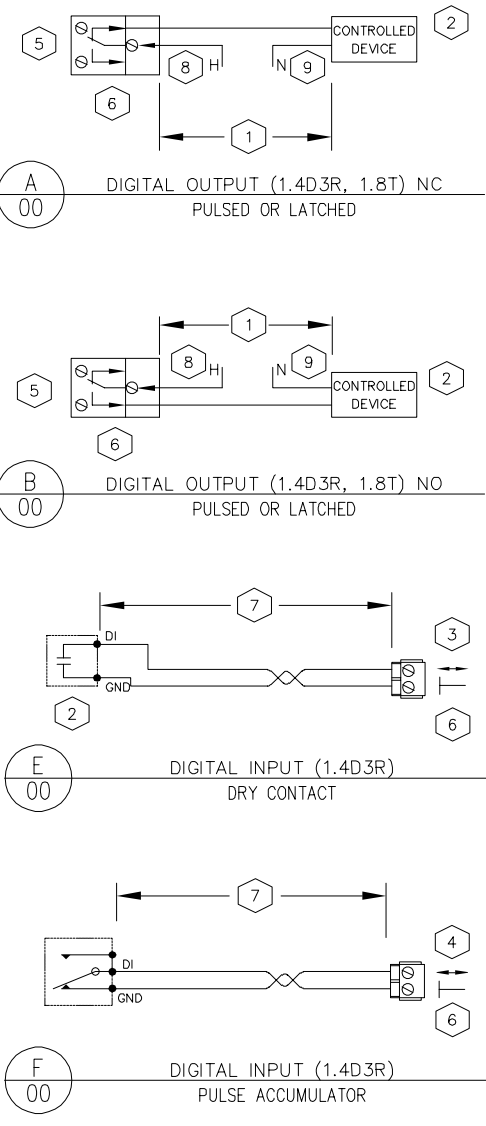 2
CONTROLLED
DEVICE
5
8 H
N 9
6
1
A
00
DIGITAL OUTPUT (1.4D3R, 1.8T) NC
PULSED OR LATCHED
1
8 H
N 9
5
CONTROLLED
DEVICE
2
6
B
00
DIGITAL OUTPUT (1.4D3R, 1.8T) NO
PULSED OR LATCHED
7
DI
3
GND
2
6
E
00
DIGITAL INPUT (1.4D3R)
DRY CONTACT
7
4
DI
GND
6
F
00
DIGITAL INPUT (1.4D3R)
PULSE ACCUMULATOR